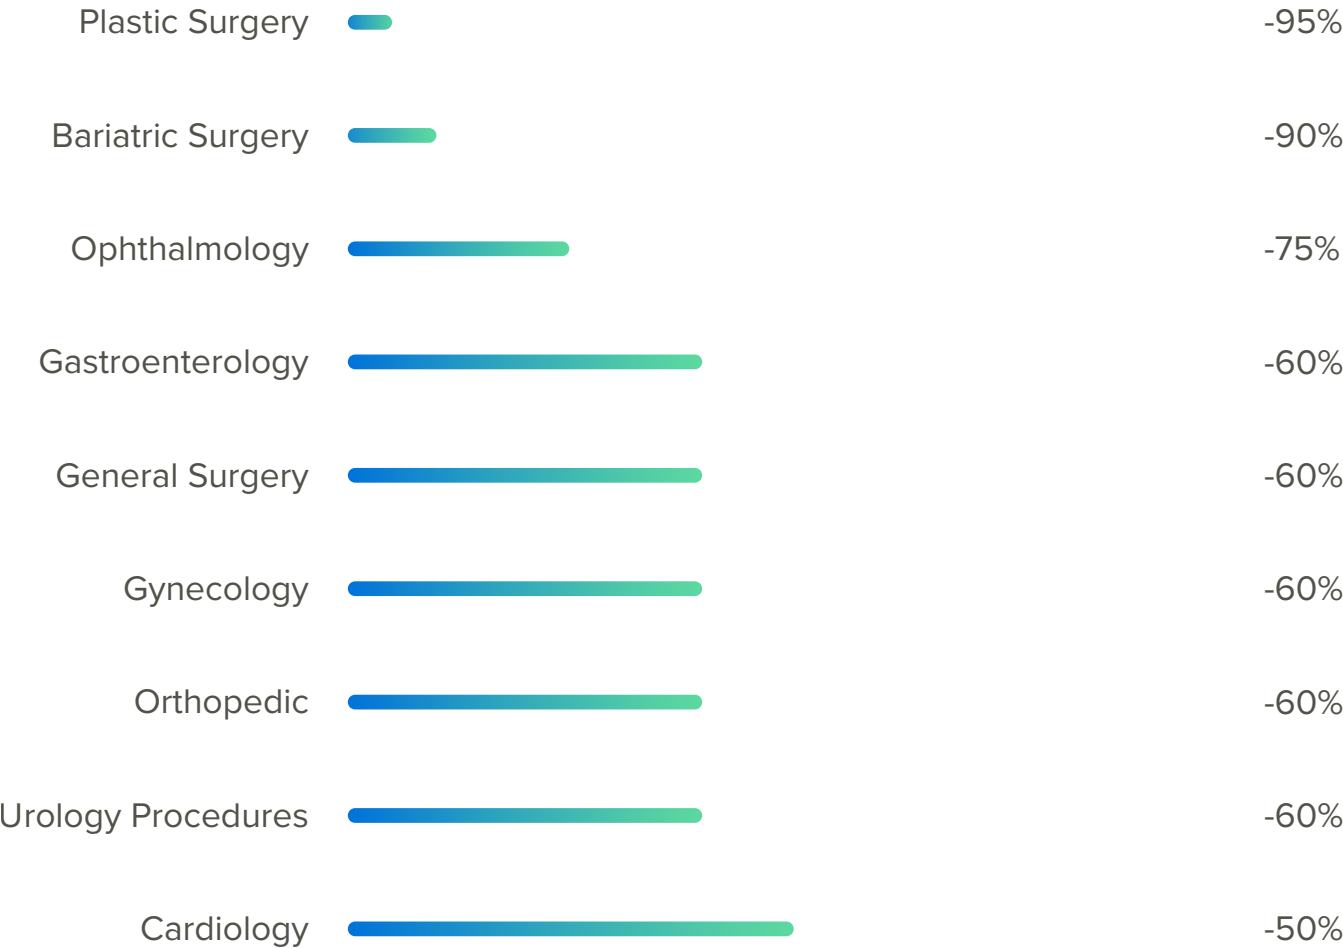 Plastic Surgery -95%
Bariatric Surgery -90%
Ophthalmology -75%
Gastroenterology -60%
General Surgery -60%
Gynecology -60%
Orthopedic -60%
Urology Procedures -60%
Cardiology -50%